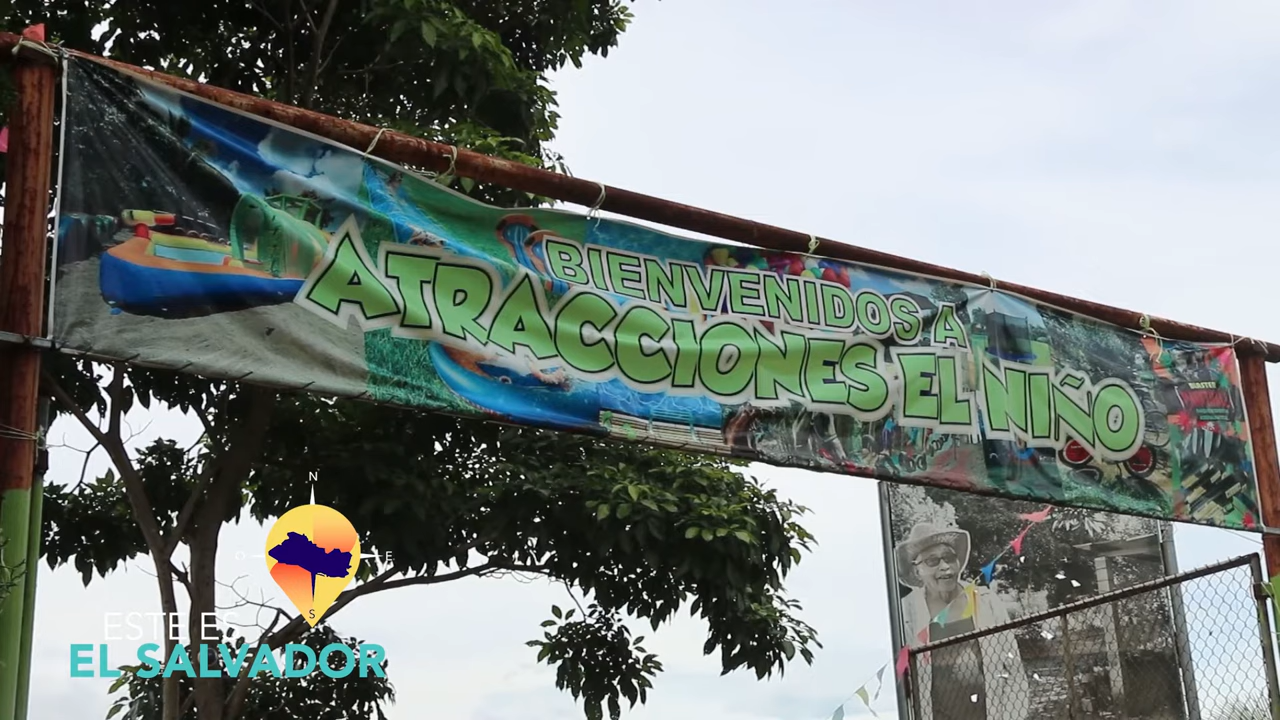 BIENVENIDOS A
ATRACCIONES EL NIÑO
N
O E
S
ESTE ES
EL SALVADOR